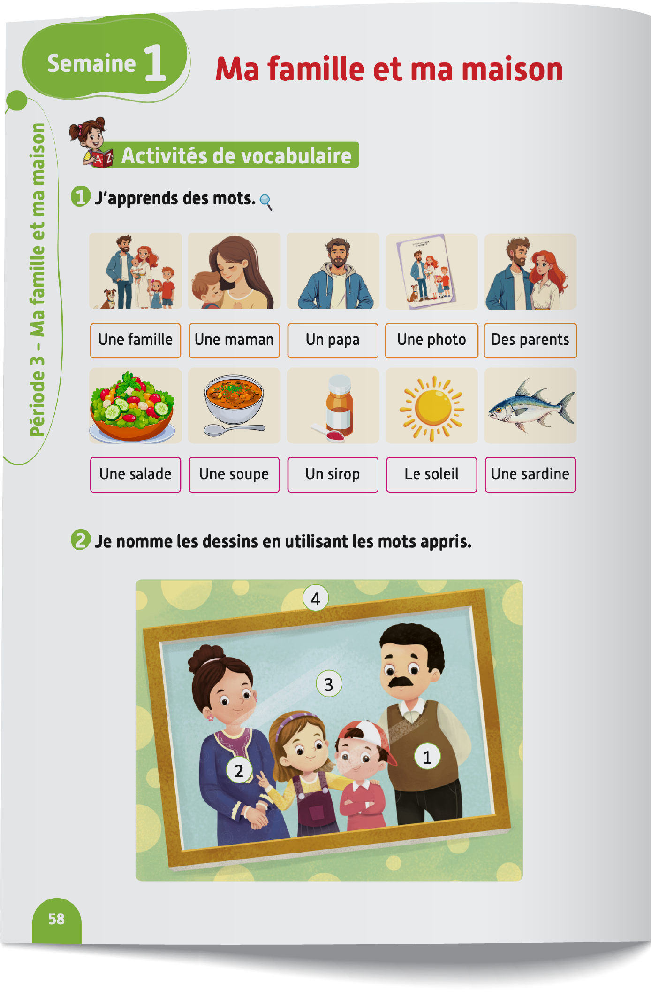 Semaine 1
Ma famille et ma maison
Période 3 – Ma famille et ma maison
Activités de vocabulaire
1 J'apprends des mots.
Une famille
Une maman
Un papa
Une photo
Des parents
Une salade
Une soupe
Un sirop
Le soleil
Une sardine
2 Je nomme les dessins en utilisant les mots appris.
4
3
1
2
58